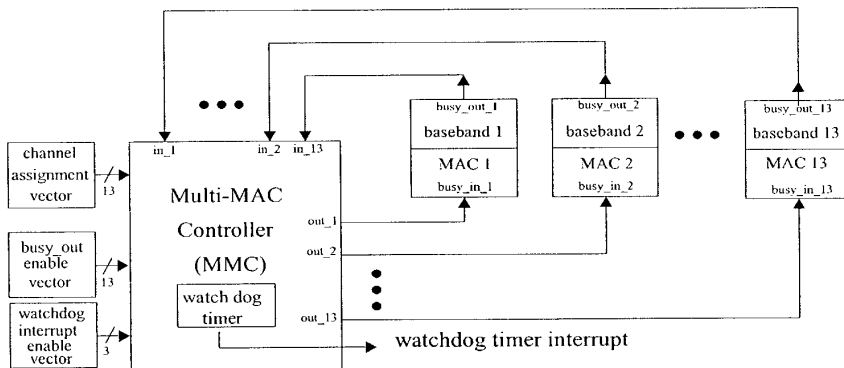 busy_out_1
busy_out_2
busy_out_13
baseband 1
baseband 2
baseband 13
MAC 1
MAC 2
MAC 13
busy_in_1
busy_in_2
busy_in_13
channel
assignment
vector
13
in_1
in_2
in_13
Multi-MAC
Controller
(MMC)
out_1
out_2
out_13
busy_out
enable
vector
13
watch dog
timer
watchdog
interrupt
enable
vector
3
watchdog timer interrupt